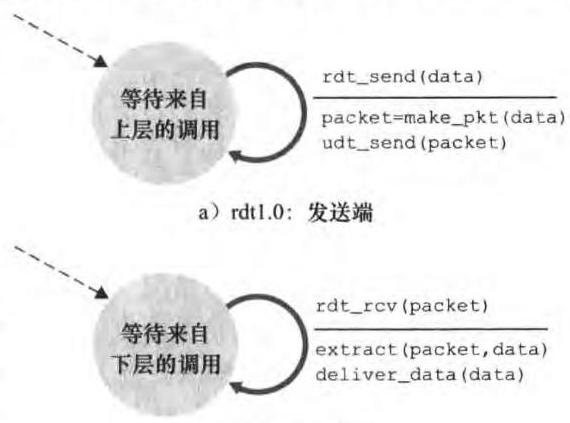 等待来自
上层的调用
rdt_send(data)
packet=make_pkt(data)
udt_send(packet)
a）rdt1.0：发送端
等待来自
下层的调用
rdt_rcv(packet)
extract(packet,data)
deliver_data(data)